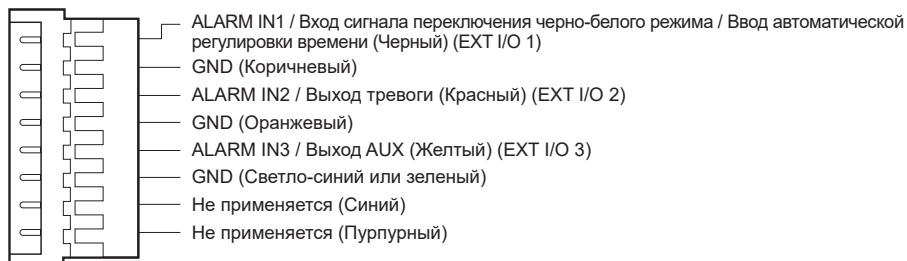 ALARM IN1 / Вход сигнала переключения черно-белого режима / Ввод автоматической
регулировки времени (Черный) (EXT I/O 1)
GND (Коричневый)
ALARM IN2 / Выход тревоги (Красный) (EXT I/O 2)
GND (Оранжевый)
ALARM IN3 / Выход AUX (Желтый) (EXT I/O 3)
GND (Светло-синий или зеленый)
Не применяется (Синий)
Не применяется (Пурпурный)